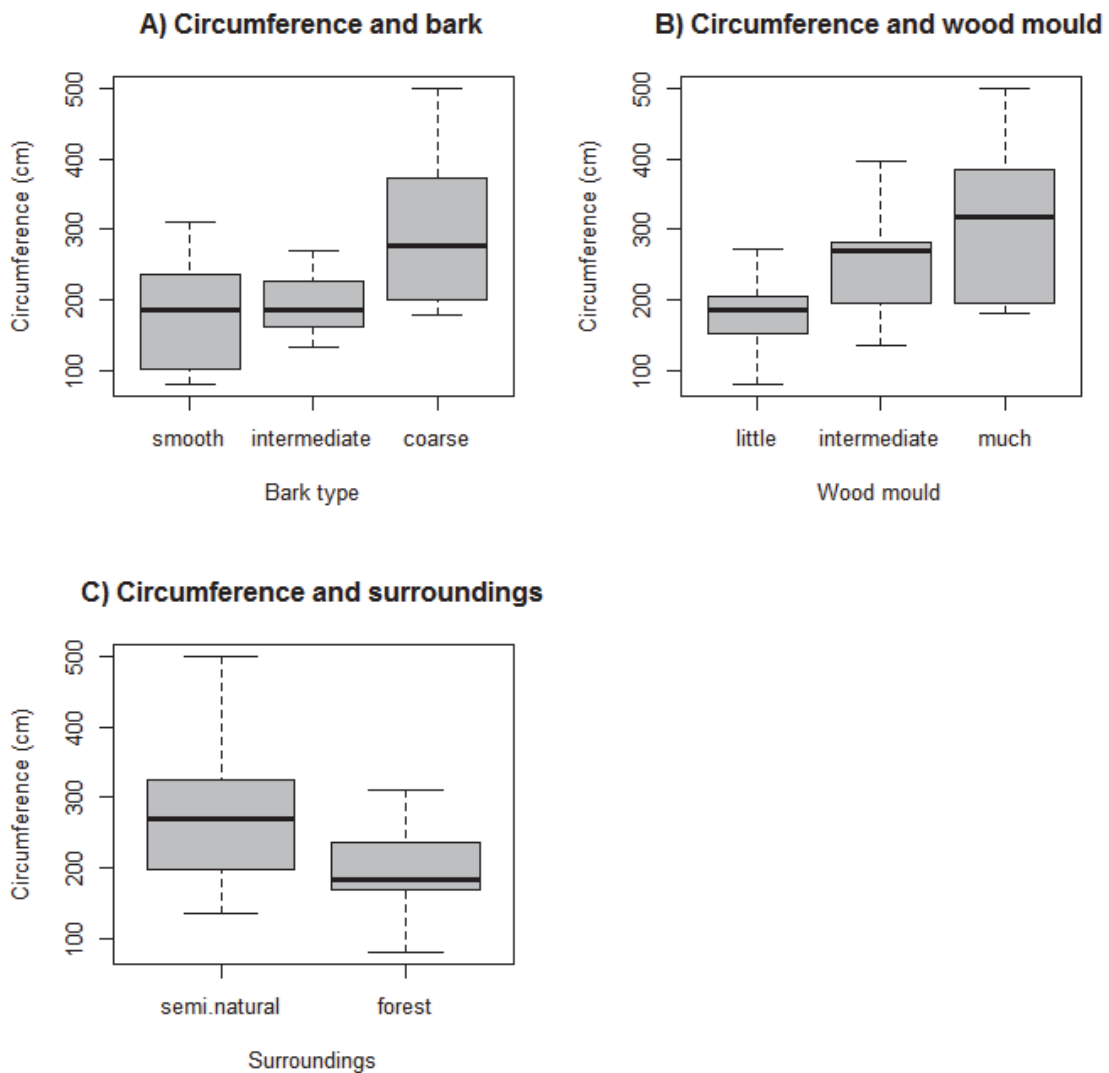 A) Circumference and bark
Circumference (cm)
500
400
300
200
100
smooth intermediate coarse
Bark type
B) Circumference and wood mould
Circumference (cm)
500
400
300
200
100
little intermediate much
Wood mould
C) Circumference and surroundings
Circumference (cm)
500
400
300
200
100
semi.natural forest
Surroundings